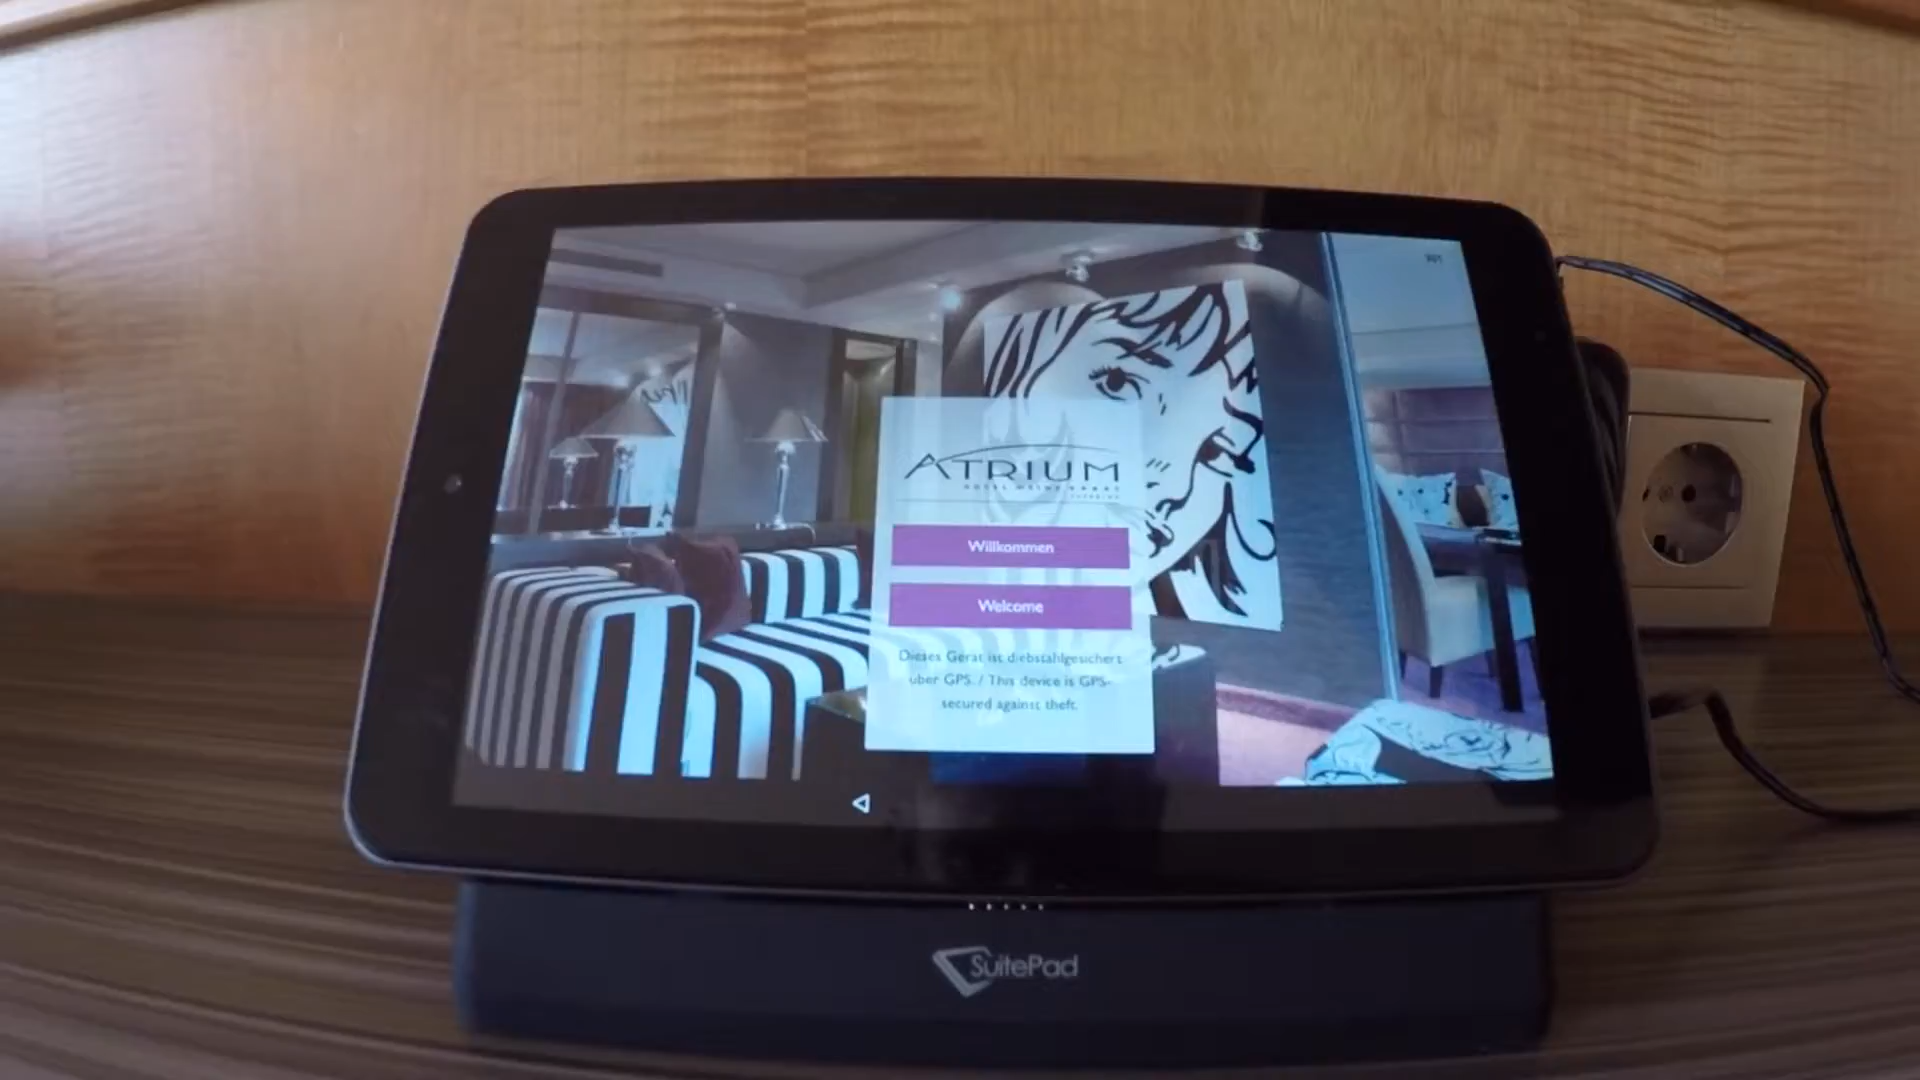 ATRIUM
Willkommen
Welcome
Dieses Gerät ist diebstahlgesichert
über GPS. / This device is GPS-
secured against theft.
SuitePad